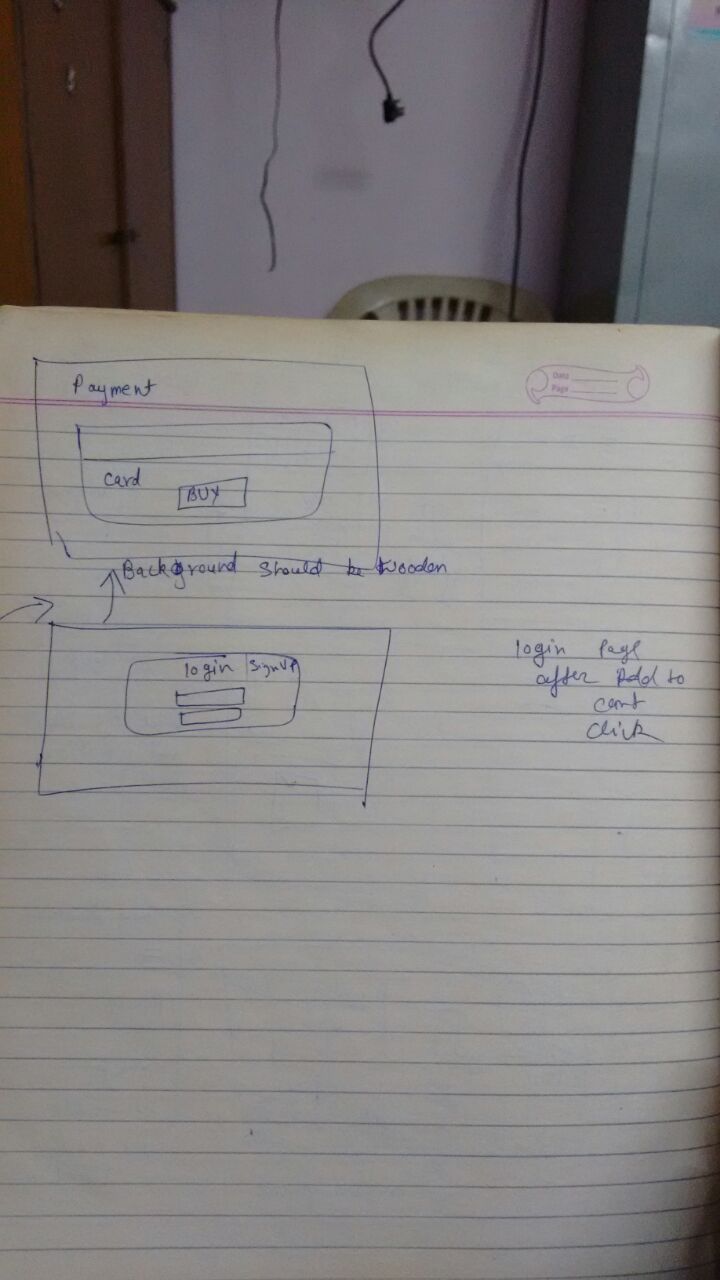 Date
Page
Payment
Card
BUY
Background Should be Wooden
login SignUP
login Page
after Add to
cart
click